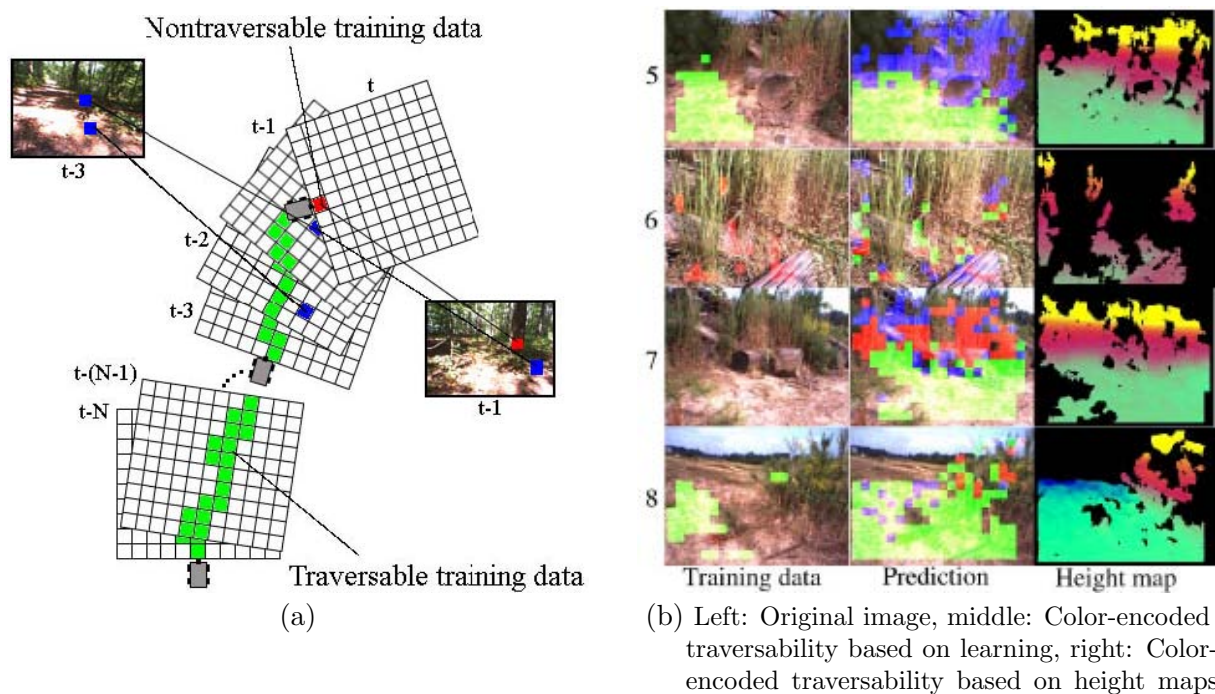 Nontraversable training data
t
t-1
t-3
t-2
t-3
t-(N-1)
t-N
t-1
Traversable training data
(a)
5
6
7
8
Training data
Prediction
Height map
(b) Left: Original image, middle: Color-encoded
traversability based on learning, right: Color-
encoded traversability based on height maps